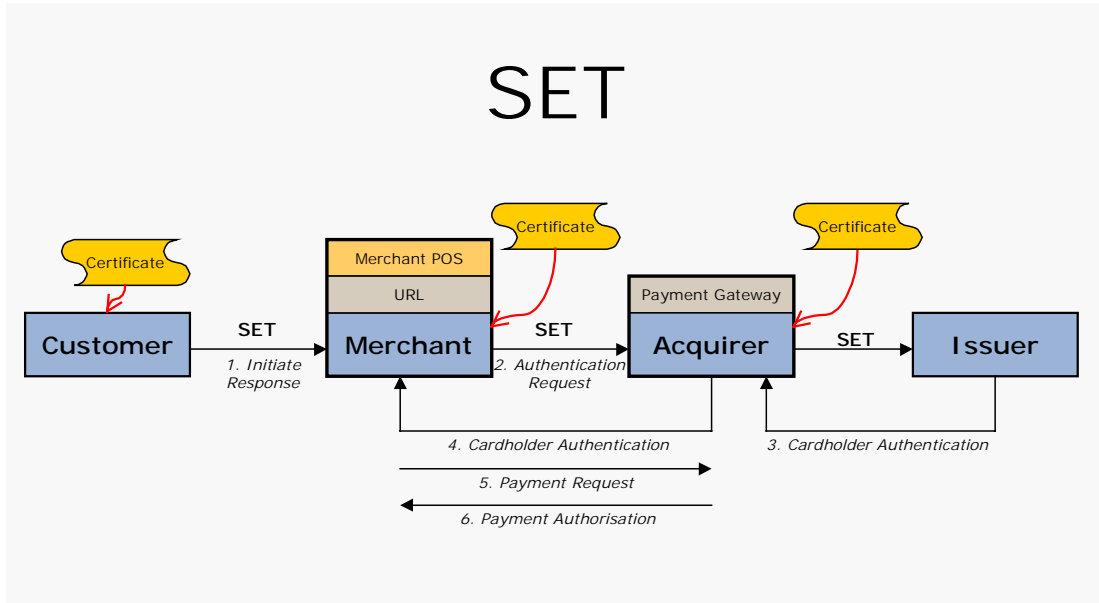 SET
Certificate
Certificate
Certificate
Merchant POS
URL
Payment Gateway
Customer
SET
Merchant
SET
Acquirer
SET
Issuer
1. Initiate
Response
2. Authentication
Request
4. Cardholder Authentication
3. Cardholder Authentication
5. Payment Request
6. Payment Authorisation